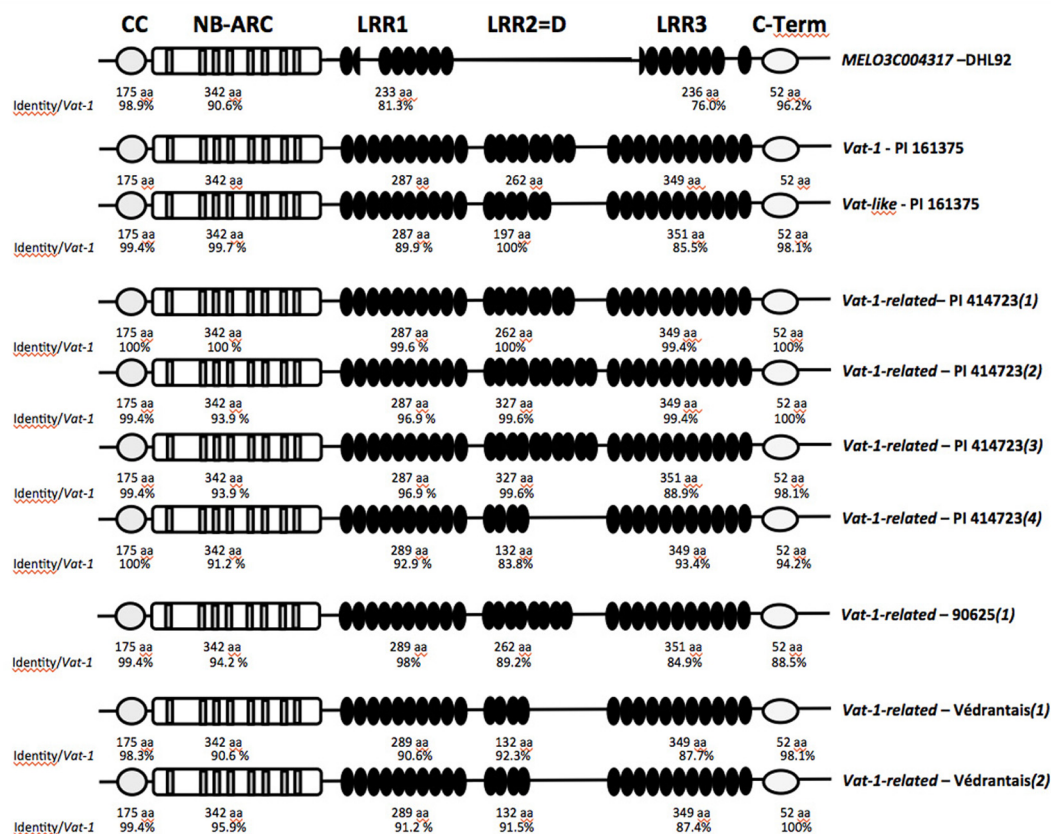 CC NB-ARC LRR1 LRR2=D LRR3 C-Term
MELO3C004317 –DHL92
175 aa 342 aa 233 aa 236 aa 52 aa
Identity/Vat-1 98.9% 90.6% 81.3% 76.0% 96.2%
Vat-1 - PI 161375
175 aa 342 aa 287 aa 262 aa 349 aa 52 aa
Vat-like - PI 161375
175 aa 342 aa 287 aa 197 aa 351 aa 52 aa
Identity/Vat-1 99.4% 99.7% 89.9 % 100% 85.5% 98.1%
Vat-1-related– PI 414723(1)
175 aa 342 aa 287 aa 262 aa 349 aa 52 aa
Identity/Vat-1 100% 100 % 99.6 % 100% 99.4% 100%
Vat-1-related – PI 414723(2)
175 aa 342 aa 287 aa 327 aa 349 aa 52 aa
Identity/Vat-1 99.4% 93.9 % 96.9 % 99.6% 99.4% 100%
Vat-1-related – PI 414723(3)
175 aa 342 aa 287 aa 327 aa 351 aa 52 aa
Identity/Vat-1 99.4% 93.9 % 96.9 % 99.6% 88.9% 98.1%
Vat-1-related – PI 414723(4)
175 aa 342 aa 289 aa 132 aa 349 aa 52 aa
Identity/Vat-1 100% 91.2 % 92.9 % 83.8% 93.4% 94.2%
Vat-1-related – 90625(1)
175 aa 342 aa 289 aa 262 aa 351 aa 52 aa
Identity/Vat-1 99.4% 94.2 % 98% 89.2% 84.9% 88.5%
Vat-1-related – Védrantais(1)
175 aa 342 aa 289 aa 132 aa 349 aa 52 aa
Identity/Vat-1 98.3% 90.6 % 90.6% 92.3% 87.7% 98.1%
Vat-1-related – Védrantais(2)
175 aa 342 aa 289 aa 132 aa 349 aa 52 aa
Identity/Vat-1 99.4% 95.9% 91.2 % 91.5% 87.4% 100%